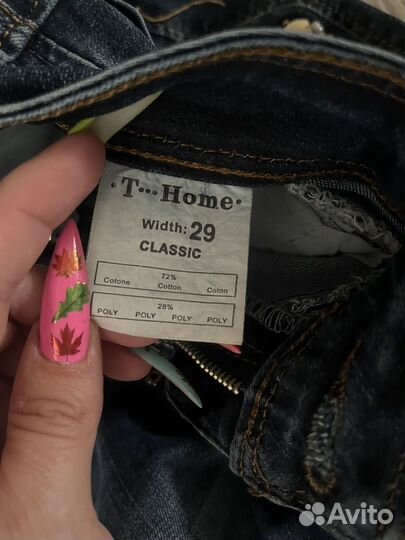 ·T··· Home·
Width: 29
CLASSIC
72%
Cotone Cotton Coton
28%
POLY POLY POLY POLY
Avito